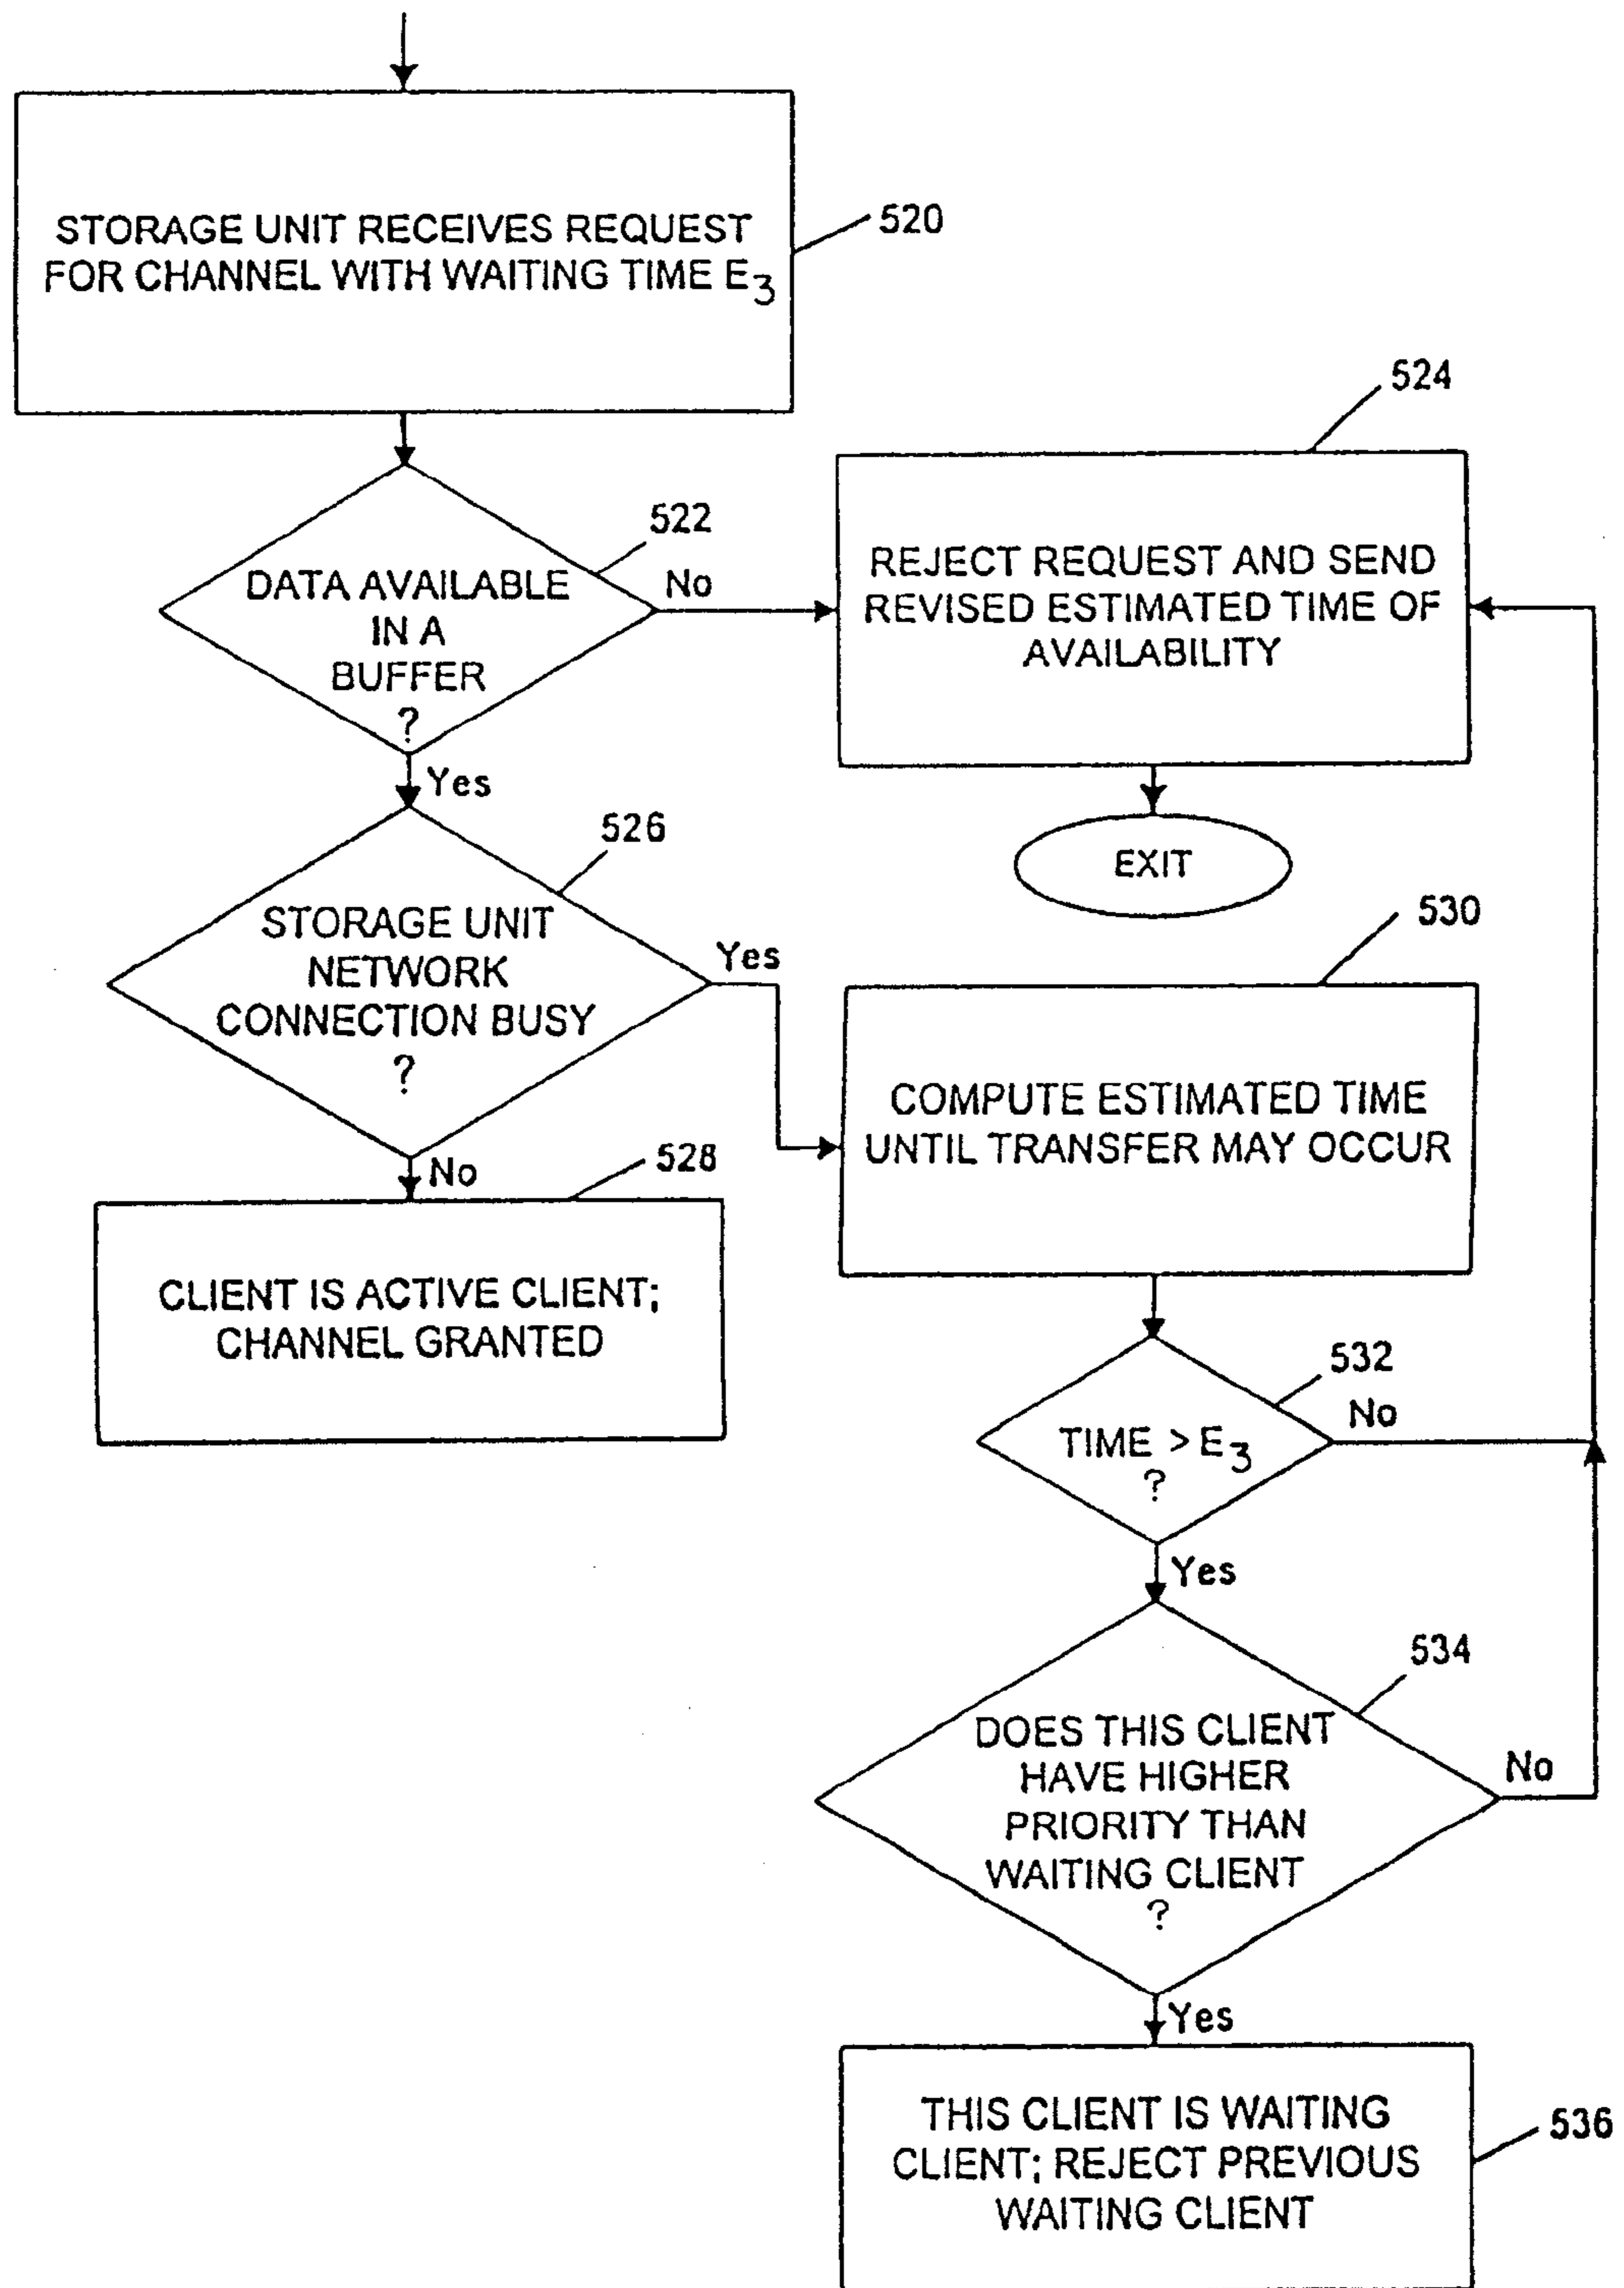 STORAGE UNIT RECEIVES REQUEST
FOR CHANNEL WITH WAITING TIME E3
520
524
522
DATA AVAILABLE
IN A
BUFFER
?
No
REJECT REQUEST AND SEND
REVISED ESTIMATED TIME OF
AVAILABILITY
Yes
EXIT
526
STORAGE UNIT
NETWORK
CONNECTION BUSY
?
Yes
530
COMPUTE ESTIMATED TIME
UNTIL TRANSFER MAY OCCUR
No
528
CLIENT IS ACTIVE CLIENT;
CHANNEL GRANTED
532
TIME > E3
?
No
Yes
534
DOES THIS CLIENT
HAVE HIGHER
PRIORITY THAN
WAITING CLIENT
?
No
Yes
THIS CLIENT IS WAITING
CLIENT; REJECT PREVIOUS
WAITING CLIENT
536